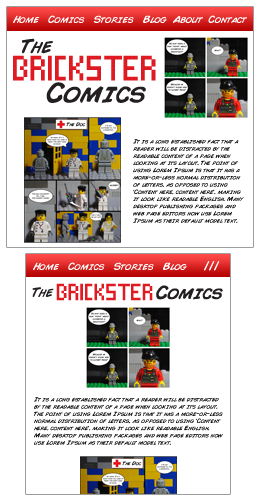 Home Comics Stories Blog About Contact
The
BRICKSTER
Comics
The Doc
It is a long established fact that a
reader will be distracted by the
readable content of a page when
looking at its layout. The point of
using Lorem Ipsum is that it has a
more-or-less normal distribution
of letters, as opposed to using
'Content here, content here', making
it look like readable English. Many
desktop publishing packages and
web page editors now use Lorem
Ipsum as their default model text.
Home Comics Stories Blog ///
The BRICKSTER Comics
It is a long established fact that a reader will be distracted
by the readable content of a page when looking at its layout.
The point of using Lorem Ipsum is that it has a more-or-less
normal distribution of letters, as opposed to using 'Content
here, content here', making it look like readable English.
Many desktop publishing packages and web page editors now
use Lorem Ipsum as their default model text.
The Doc